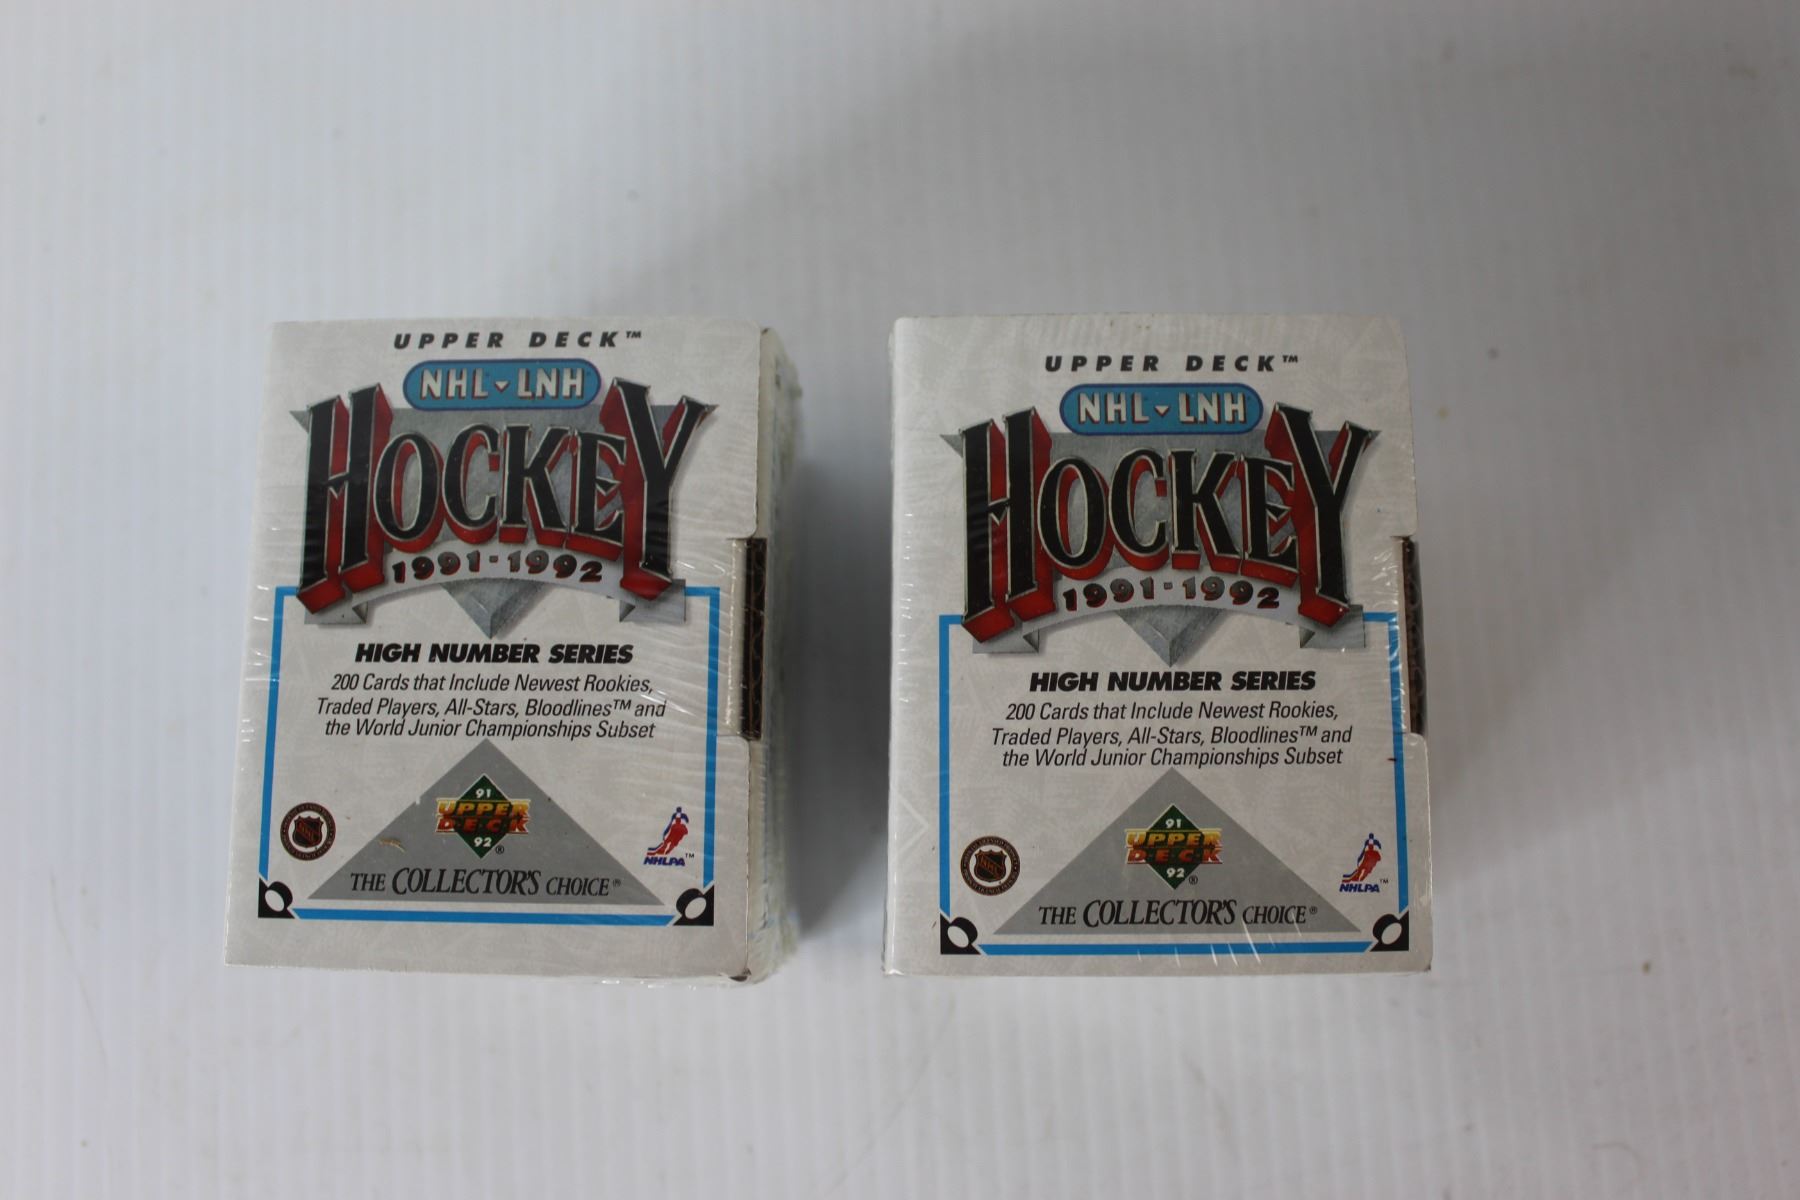 UPPER DECK™
NHL LNH
HOCKEY
1991-1992
HIGH NUMBER SERIES
200 Cards that Include Newest Rookies,
Traded Players, All-Stars, Bloodlines™ and
the World Junior Championships Subset
91
UPPER
DECK
92®
NHLPA™
THE COLLECTOR'S CHOICE®
UPPER DECK™
NHL LNH
HOCKEY
1991-1992
HIGH NUMBER SERIES
200 Cards that Include Newest Rookies,
Traded Players, All-Stars, Bloodlines™ and
the World Junior Championships Subset
91
UPPER
DECK
92®
NHLPA™
THE COLLECTOR'S CHOICE®